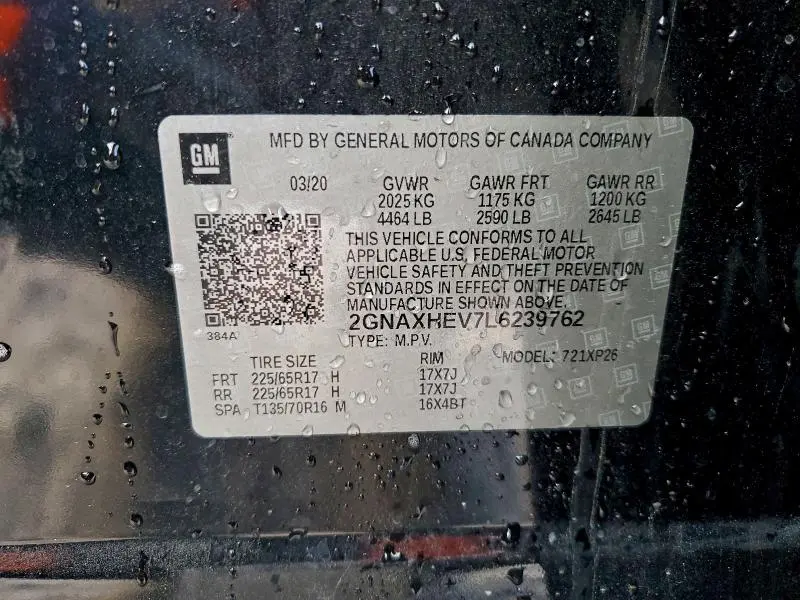 GM
MFD BY GENERAL MOTORS OF CANADA COMPANY
03/20 GVWR GAWR FRT GAWR RR
2025 KG 1175 KG 1200 KG
4464 LB 2590 LB 2645 LB
THIS VEHICLE CONFORMS TO ALL
APPLICABLE U.S. FEDERAL MOTOR
VEHICLE SAFETY AND THEFT PREVENTION
STANDARDS IN EFFECT ON THE DATE OF
MANUFACTURE SHOWN ABOVE.
2GNAXHEV7L6239762
384A
TYPE: M.P.V.
TIRE SIZE RIM MODEL: 721XP26
FRT 225/65R17 H 17X7J
RR 225/65R17 H 17X7J
SPA T135/70R16 M 16X4BT